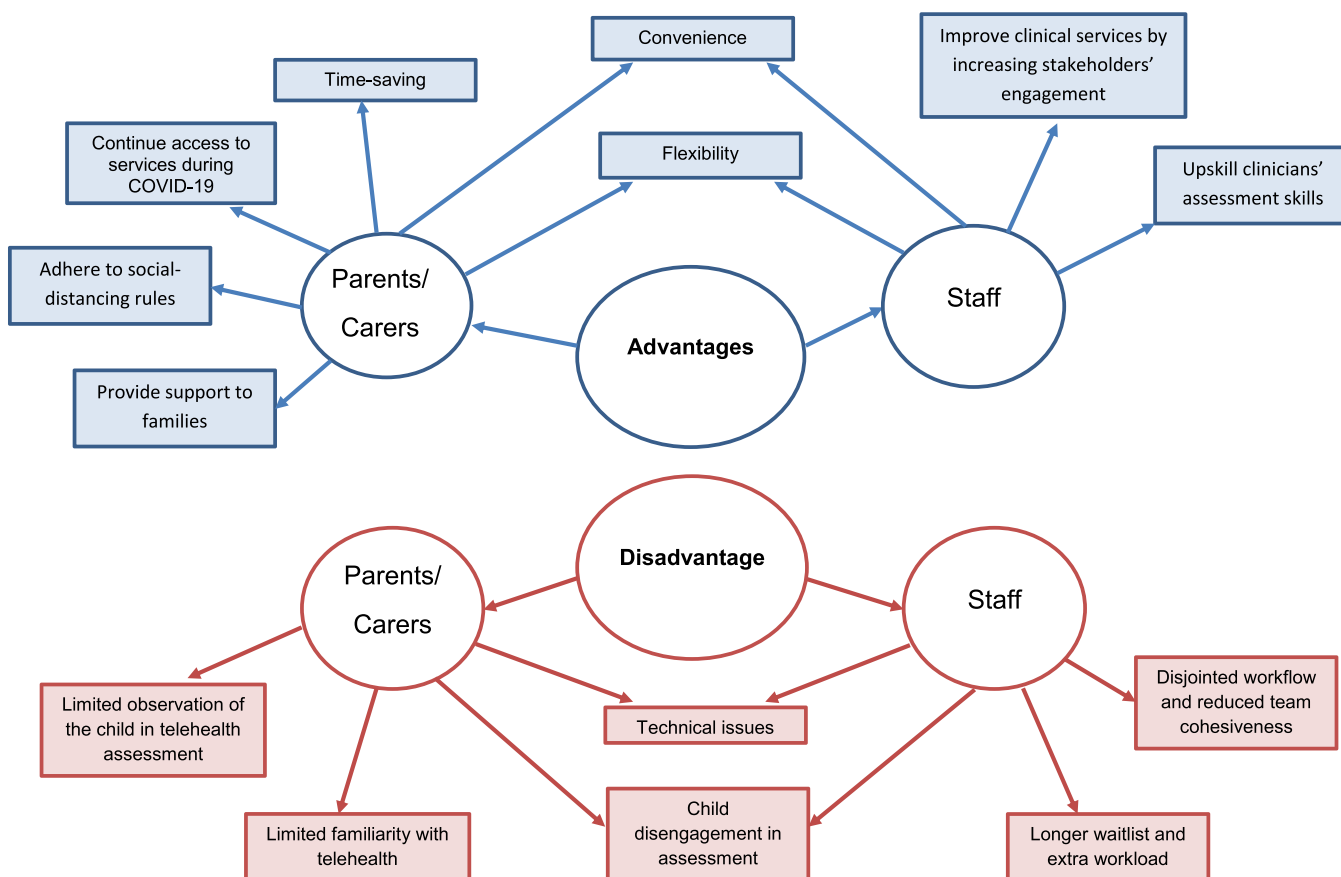 Convenience
Improve clinical services by
increasing stakeholders’
engagement
Time-saving
Continue access to
services during
COVID-19
Flexibility
Upskill clinicians’
assessment skills
Adhere to social-
distancing rules
Parents/
Carers
Staff
Advantages
Provide support to
families
Disadvantage
Parents/
Carers
Staff
Limited observation of
the child in telehealth
assessment
Technical issues
Disjointed workflow
and reduced team
cohesiveness
Limited familiarity with
telehealth
Child
disengagement in
assessment
Longer waitlist and
extra workload